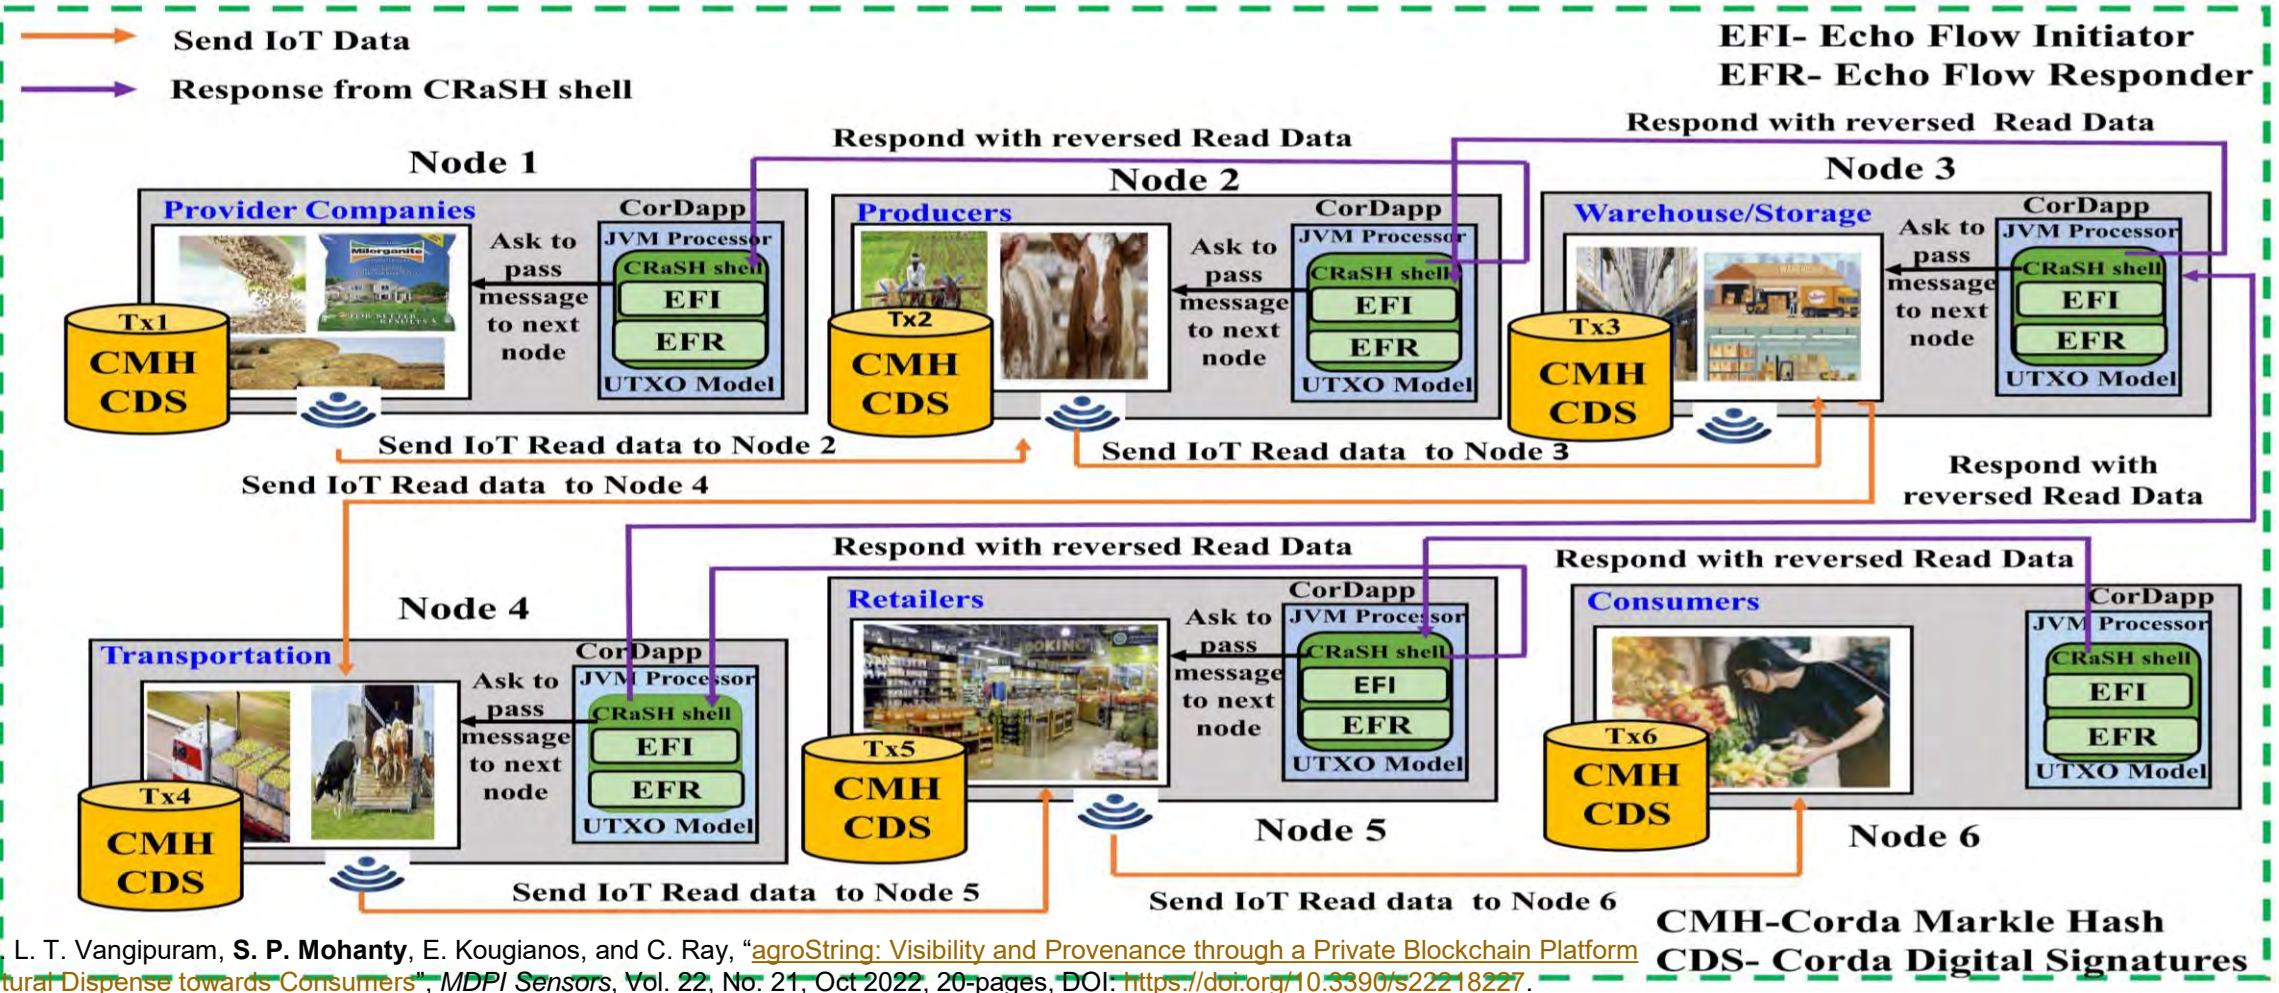 Send IoT Data
Response from CRaSH shell
EFI- Echo Flow Initiator
EFR- Echo Flow Responder
Respond with reversed Read Data
Respond with reversed Read Data
Node 1
Provider Companies
CorDapp
JVM Processor
CRaSH shell
EFI
EFR
UTXO Model
Ask to
pass
message
to next
node
Milorganite
Tx1
CMH
CDS
Node 2
Producers
CorDapp
JVM Processor
CRaSH shell
EFI
EFR
UTXO Model
Ask to
pass
message
to next
node
Tx2
CMH
CDS
Node 3
Warehouse/Storage
CorDapp
JVM Processor
CRaSH shell
EFI
EFR
UTXO Model
Ask to
pass
message
to next
node
Tx3
CMH
CDS
Send IoT Read data to Node 2
Send IoT Read data to Node 3
Send IoT Read data to Node 4
Respond with
reversed Read Data
Respond with reversed Read Data
Respond with reversed Read Data
Node 4
Transportation
CorDapp
JVM Processor
CRaSH shell
EFI
EFR
UTXO Model
Ask to
pass
message
to next
node
Tx4
CMH
CDS
Retailers
CorDapp
JVM Processor
CRaSH shell
EFI
EFR
UTXO Model
Ask to
pass
message
to next
node
Tx5
CMH
CDS
Node 5
Consumers
CorDapp
JVM Processor
CRaSH shell
EFI
EFR
UTXO Model
Tx6
CMH
CDS
Node 6
Send IoT Read data to Node 5
Send IoT Read data to Node 6
CMH-Corda Markle Hash
CDS- Corda Digital Signatures
. L. T. Vangipuram, S. P. Mohanty, E. Kougianos, and C. Ray, “agroString: Visibility and Provenance through a Private Blockchain Platform
tural Dispense towards Consumers”, MDPI Sensors, Vol. 22, No. 21, Oct 2022, 20-pages, DOI: https://doi.org/10.3390/s22218227.